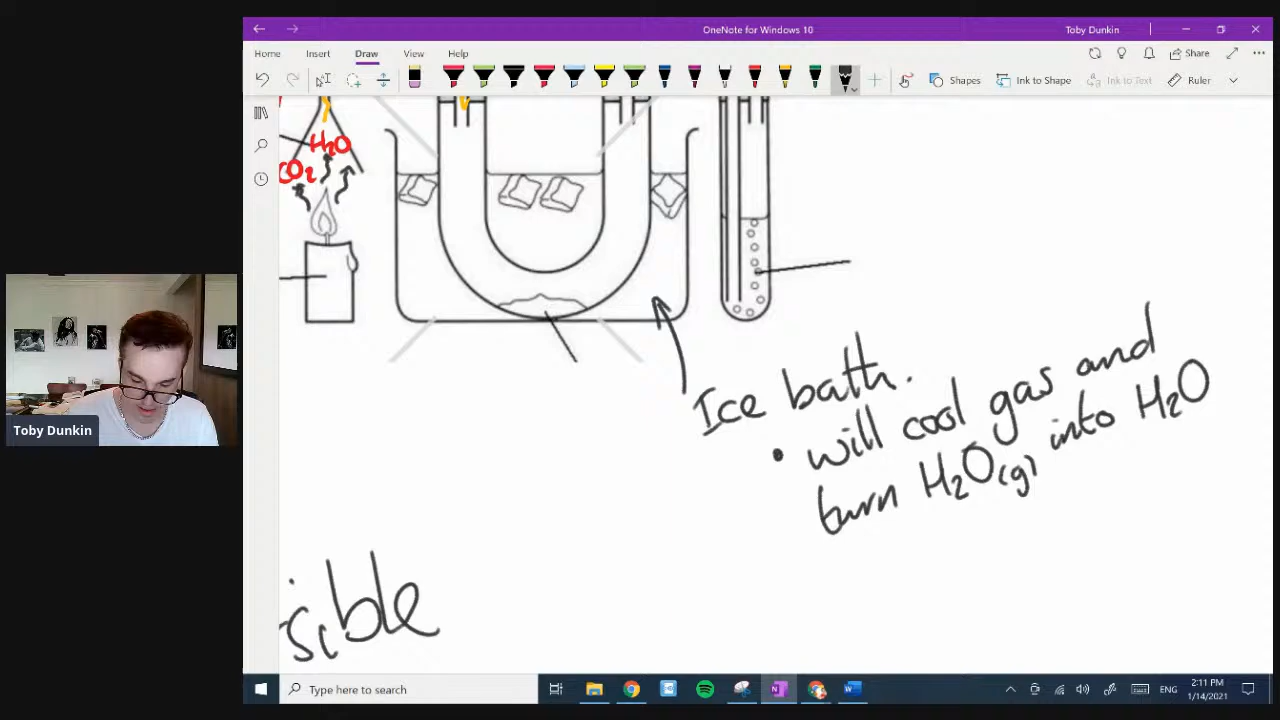 OneNote for Windows 10
Toby Dunkin
Home Insert Draw View Help
Share
Shapes
Ink to Shape
Ink to Text
Ruler
H₂O
CO₂
Ice bath.
• will cool gas and
turn H₂O(g) into H₂O
sible
Toby Dunkin
Type here to search
ENG
2:11 PM
1/14/2021